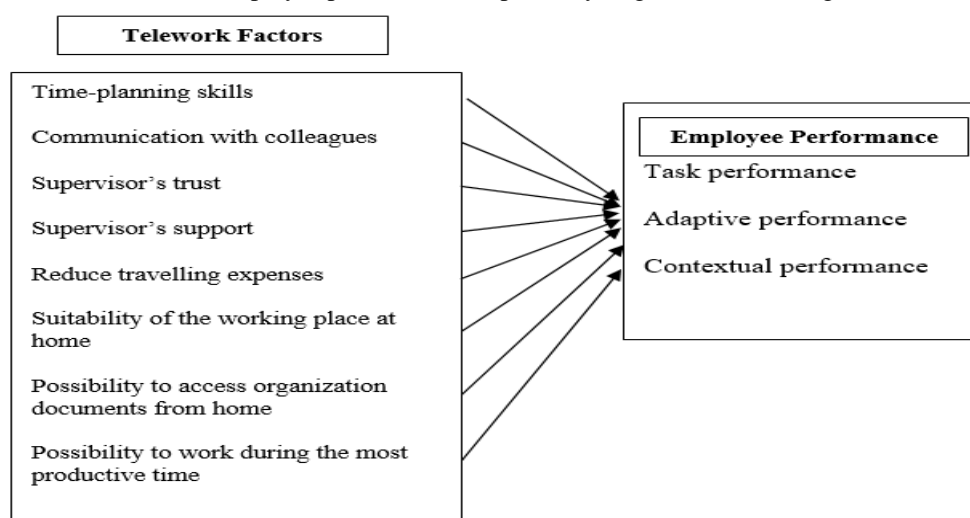 Telework Factors
Time-planning skills
Communication with colleagues
Supervisor's trust
Supervisor's support
Reduce travelling expenses
Suitability of the working place at
home
Possibility to access organization
documents from home
Possibility to work during the most
productive time
Employee Performance
Task performance
Adaptive performance
Contextual performance